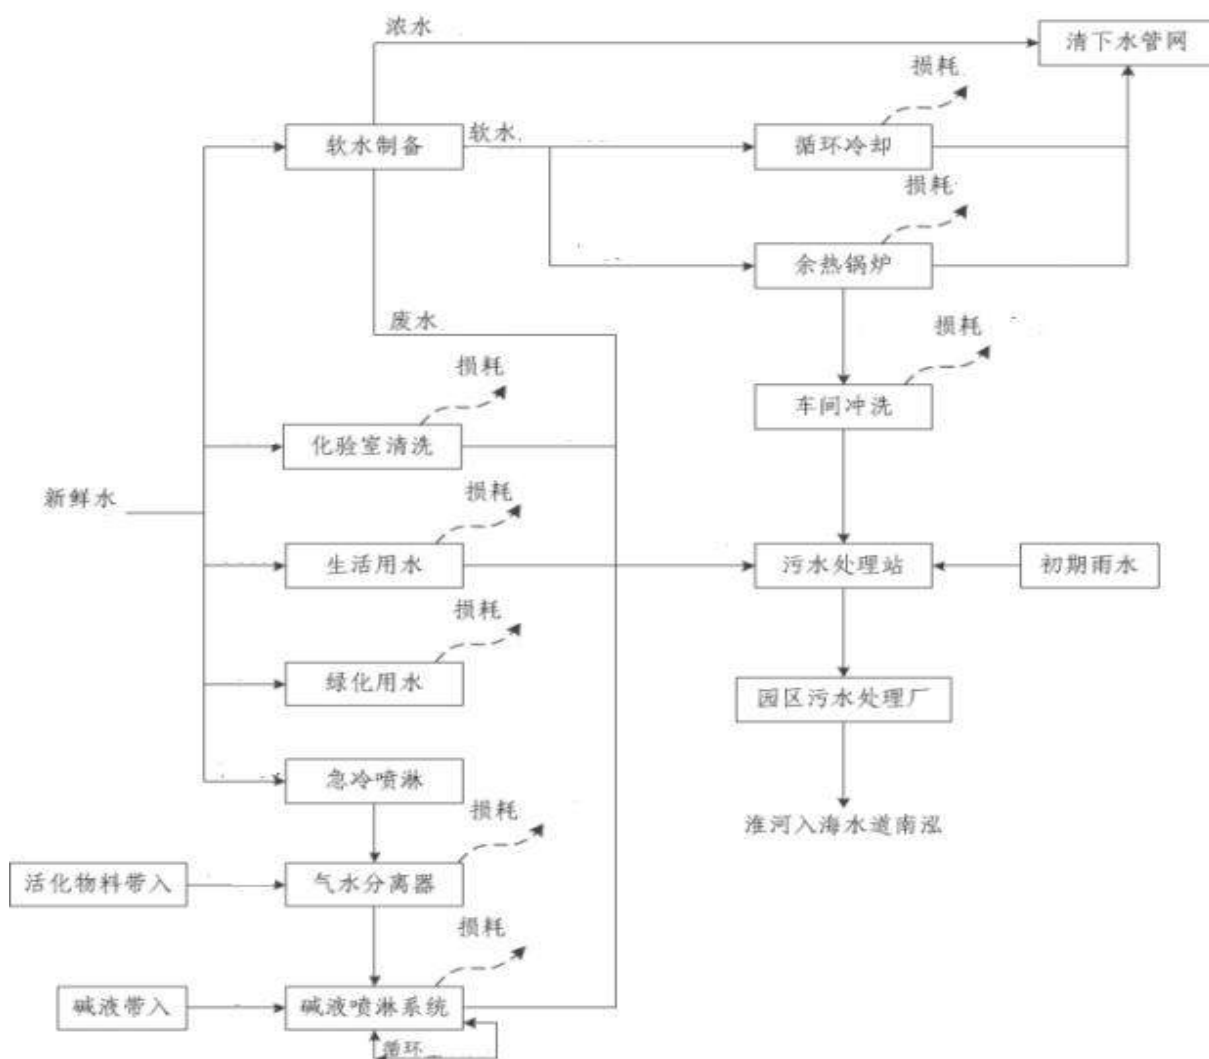 浓水
清下水管网
损耗
软水制备
软水
循环冷却
损耗
余热锅炉
废水
损耗
损耗
车间冲洗
化验室清洗
新鲜水
损耗
生活用水
污水处理站
初期雨水
损耗
绿化用水
园区污水处理厂
急冷喷淋
损耗
淮河入海水道南泓
活化物料带入
气水分离器
损耗
碱液带入
碱液喷淋系统
循环